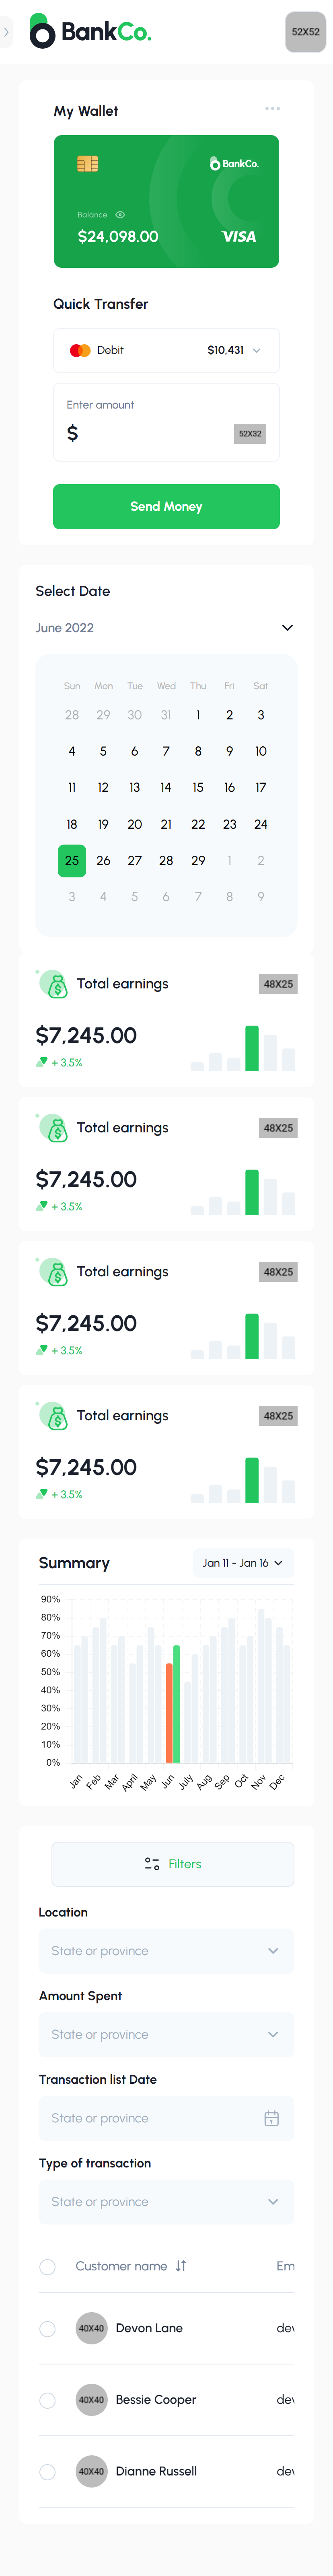 BankCo.
52X52
My Wallet
BankCo.
Balance
$24,098.00
VISA
Quick Transfer
Debit
$10,431
Enter amount
$
52X32
Send Money
Select Date
June 2022
Sun Mon Tue Wed Thu Fri Sat
28 29 30 31 1 2 3
4 5 6 7 8 9 10
11 12 13 14 15 16 17
18 19 20 21 22 23 24
25 26 27 28 29 1 2
3 4 5 6 7 8 9
Total earnings
48X25
$7,245.00
+ 3.5%
Total earnings
48X25
$7,245.00
+ 3.5%
Total earnings
48X25
$7,245.00
+ 3.5%
Total earnings
48X25
$7,245.00
+ 3.5%
Summary
Jan 11 - Jan 16
90%
80%
70%
60%
50%
40%
30%
20%
10%
0%
Jan Feb Mar April May Jun July Aug Sep Oct Nov Dec
Filters
Location
State or province
Amount Spent
State or province
Transaction list Date
State or province
Type of transaction
State or province
Customer name
Em
40X40
Devon Lane
dev
40X40
Bessie Cooper
dev
40X40
Dianne Russell
dev